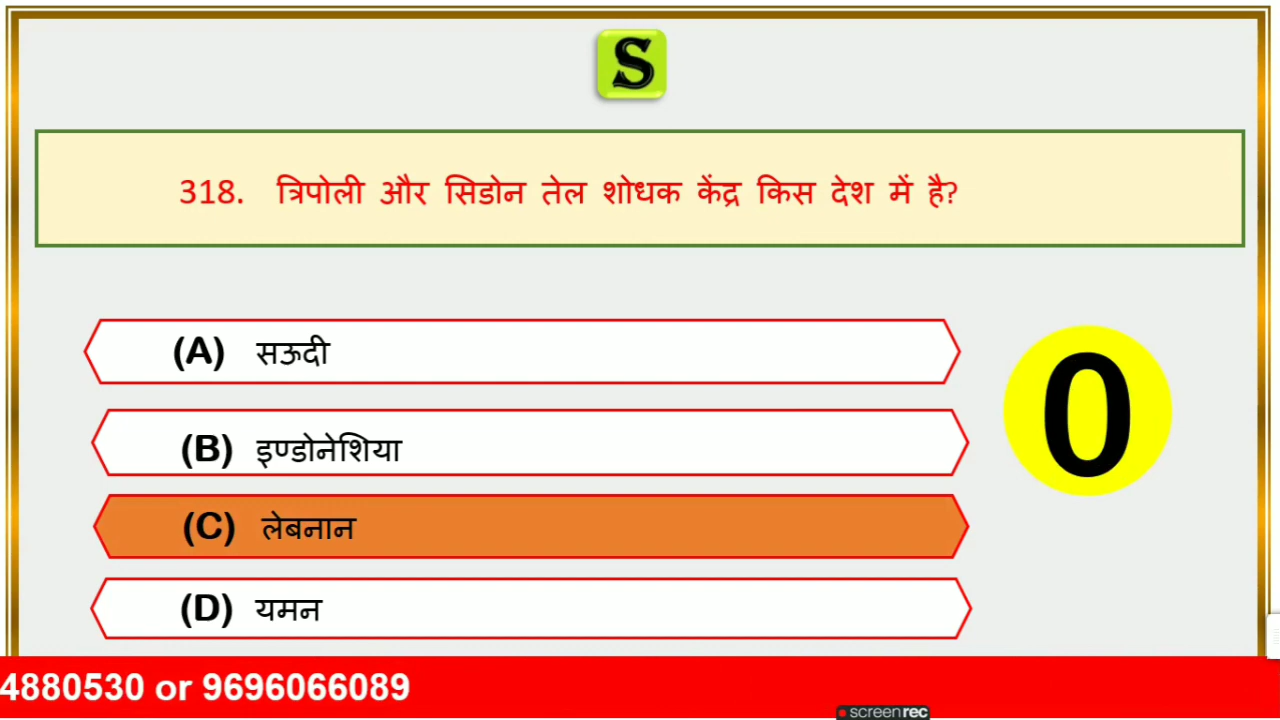 S
318. त्रिपोली और सिडोन तेल शोधक केंद्र किस देश में है?
(A) सऊदी
(B) इण्डोनेशिया
0
(C) लेबनान
(D) यमन
4880530 or 9696066089
screenrec